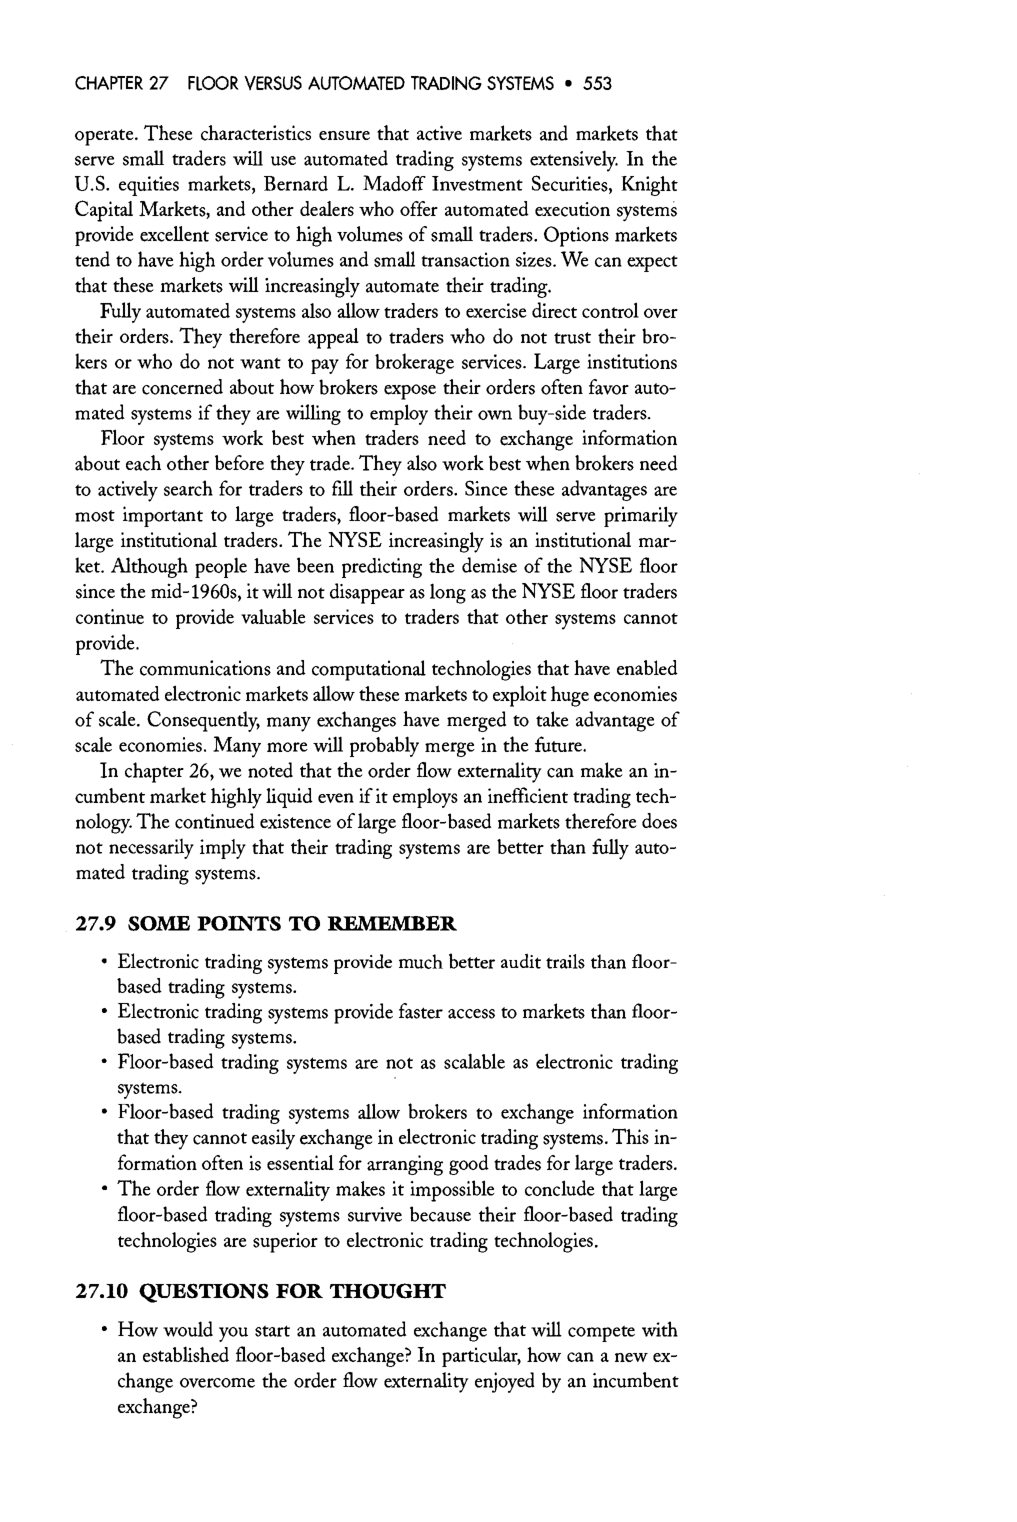 CHAPTER 27 FLOOR VERSUS AUTOMATED TRADING SYSTEMS • 553
operate. These characteristics ensure that active markets and markets that
serve small traders will use automated trading systems extensively. In the
U.S. equities markets, Bernard L. Madoff Investment Securities, Knight
Capital Markets, and other dealers who offer automated execution systems
provide excellent service to high volumes of small traders. Options markets
tend to have high order volumes and small transaction sizes. We can expect
that these markets will increasingly automate their trading.
Fully automated systems also allow traders to exercise direct control over
their orders. They therefore appeal to traders who do not trust their bro-
kers or who do not want to pay for brokerage services. Large institutions
that are concerned about how brokers expose their orders often favor auto-
mated systems if they are willing to employ their own buy-side traders.
Floor systems work best when traders need to exchange information
about each other before they trade. They also work best when brokers need
to actively search for traders to fill their orders. Since these advantages are
most important to large traders, floor-based markets will serve primarily
large institutional traders. The NYSE increasingly is an institutional mar-
ket. Although people have been predicting the demise of the NYSE floor
since the mid-1960s, it will not disappear as long as the NYSE floor traders
continue to provide valuable services to traders that other systems cannot
provide.
The communications and computational technologies that have enabled
automated electronic markets allow these markets to exploit huge economies
of scale. Consequently, many exchanges have merged to take advantage of
scale economies. Many more will probably merge in the future.
In chapter 26, we noted that the order flow externality can make an in-
cumbent market highly liquid even if it employs an inefficient trading tech-
nology. The continued existence of large floor-based markets therefore does
not necessarily imply that their trading systems are better than fully auto-
mated trading systems.
27.9 SOME POINTS TO REMEMBER
• Electronic trading systems provide much better audit trails than floor-
based trading systems.
• Electronic trading systems provide faster access to markets than floor-
based trading systems.
• Floor-based trading systems are not as scalable as electronic trading
systems.
• Floor-based trading systems allow brokers to exchange information
that they cannot easily exchange in electronic trading systems. This in-
formation often is essential for arranging good trades for large traders.
• The order flow externality makes it impossible to conclude that large
floor-based trading systems survive because their floor-based trading
technologies are superior to electronic trading technologies.
27.10 QUESTIONS FOR THOUGHT
• How would you start an automated exchange that will compete with
an established floor-based exchange? In particular, how can a new ex-
change overcome the order flow externality enjoyed by an incumbent
exchange?